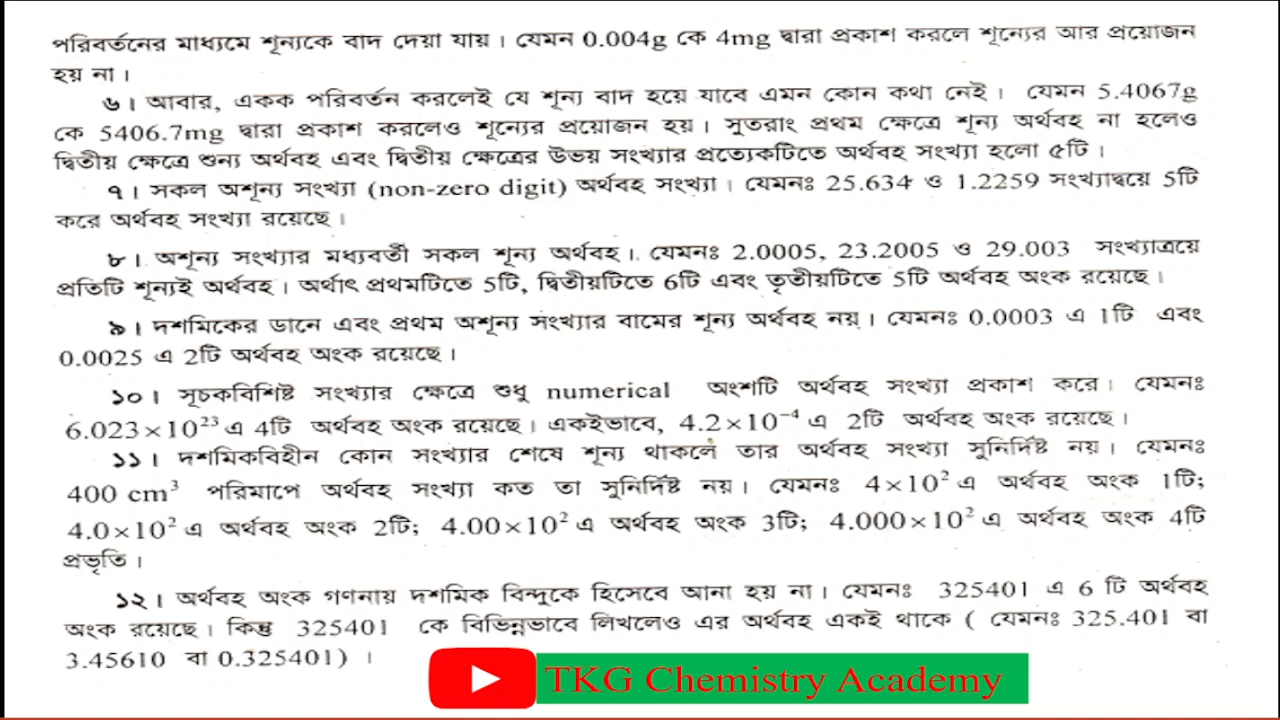 পরিবর্তনের মাধ্যমে শূন্যকে বাদ দেয়া যায়। যেমন 0.004g কে 4mg দ্বারা প্রকাশ করলে শূন্যের আর প্রয়োজন
হয় না।
৬। আবার, একক পরিবর্তন করলেই যে শূন্য বাদ হয়ে যাবে এমন কোন কথা নেই। যেমন 5.4067g
কে 5406.7mg দ্বারা প্রকাশ করলেও শূন্যের প্রয়োজন হয়। সুতরাং প্রথম ক্ষেত্রে শূন্য অর্থবহ না হলেও
দ্বিতীয় ক্ষেত্রে শুন্য অর্থবহ এবং দ্বিতীয় ক্ষেত্রের উভয় সংখ্যার প্রত্যেকটিতে অর্থবহ সংখ্যা হলো ৫টি।
৭। সকল অশূন্য সংখ্যা (non-zero digit) অর্থবহ সংখ্যা। যেমনঃ 25.634 ও 1.2259 সংখ্যাদ্বয়ে 5টি
করে অর্থবহ সংখ্যা রয়েছে।
৮। অশূন্য সংখ্যার মধ্যবর্তী সকল শূন্য অর্থবহ। যেমনঃ 2.0005, 23.2005 ও 29.003 সংখ্যাত্রয়ে
প্রতিটি শূন্যই অর্থবহ। অর্থাৎ প্রথমটিতে 5টি, দ্বিতীয়টিতে 6টি এবং তৃতীয়টিতে 5টি অর্থবহ অংক রয়েছে।
৯। দশমিকের ডানে এবং প্রথম অশূন্য সংখ্যার বামের শূন্য অর্থবহ নয়। যেমনঃ 0.0003 এ 1টি এবং
0.0025 এ 2টি অর্থবহ অংক রয়েছে।
১০। সূচকবিশিষ্ট সংখ্যার ক্ষেত্রে শুধু numerical অংশটি অর্থবহ সংখ্যা প্রকাশ করে। যেমনঃ
6.023×10²³ এ 4টি অর্থবহ অংক রয়েছে। একইভাবে, 4.2×10⁻⁴ এ 2টি অর্থবহ অংক রয়েছে।
১১। দশমিকবিহীন কোন সংখ্যার শেষে শূন্য থাকলে তার অর্থবহ সংখ্যা সুনির্দিষ্ট নয়। যেমনঃ
400 cm³ পরিমাপে অর্থবহ সংখ্যা কত তা সুনির্দিষ্ট নয়। যেমনঃ 4×10² এ অর্থবহ অংক 1টি;
4.0×10² এ অর্থবহ অংক 2টি; 4.00×10² এ অর্থবহ অংক 3টি; 4.000×10² এ অর্থবহ অংক 4টি
প্রভৃতি।
১২। অর্থবহ অংক গণনায় দশমিক বিন্দুকে হিসেবে আনা হয় না। যেমনঃ 325401 এ 6 টি অর্থবহ
অংক রয়েছে। কিন্তু 325401 কে বিভিন্নভাবে লিখলেও এর অর্থবহ একই থাকে ( যেমনঃ 325.401 বা
3.45610 বা 0.325401) ।
TKG Chemistry Academy